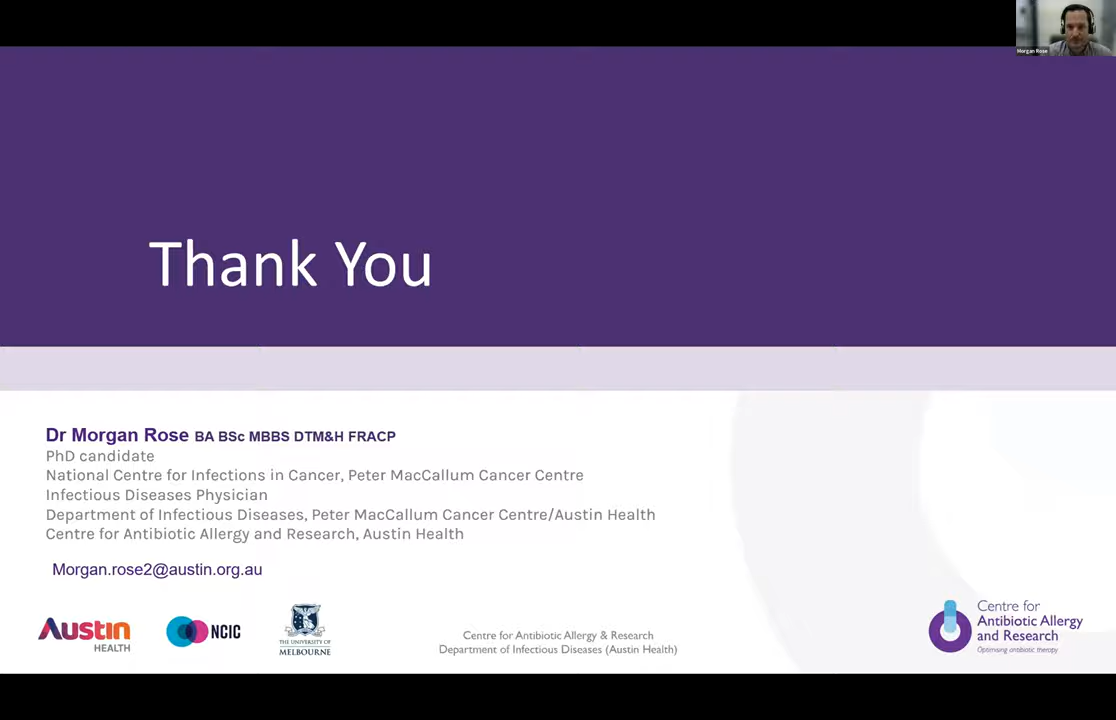 Morgan Rose
Thank You
Dr Morgan Rose BA BSc MBBS DTM&H FRACP
PhD candidate
National Centre for Infections in Cancer, Peter MacCallum Cancer Centre
Infectious Diseases Physician
Department of Infectious Diseases, Peter MacCallum Cancer Centre/Austin Health
Centre for Antibiotic Allergy and Research, Austin Health
Morgan.rose2@austin.org.au
Austin
HEALTH
NCIC
THE UNIVERSITY OF
MELBOURNE
Centre for Antibiotic Allergy & Research
Department of Infectious Diseases (Austin Health)
Centre for
Antibiotic Allergy
and Research
Optimising antibiotic therapy